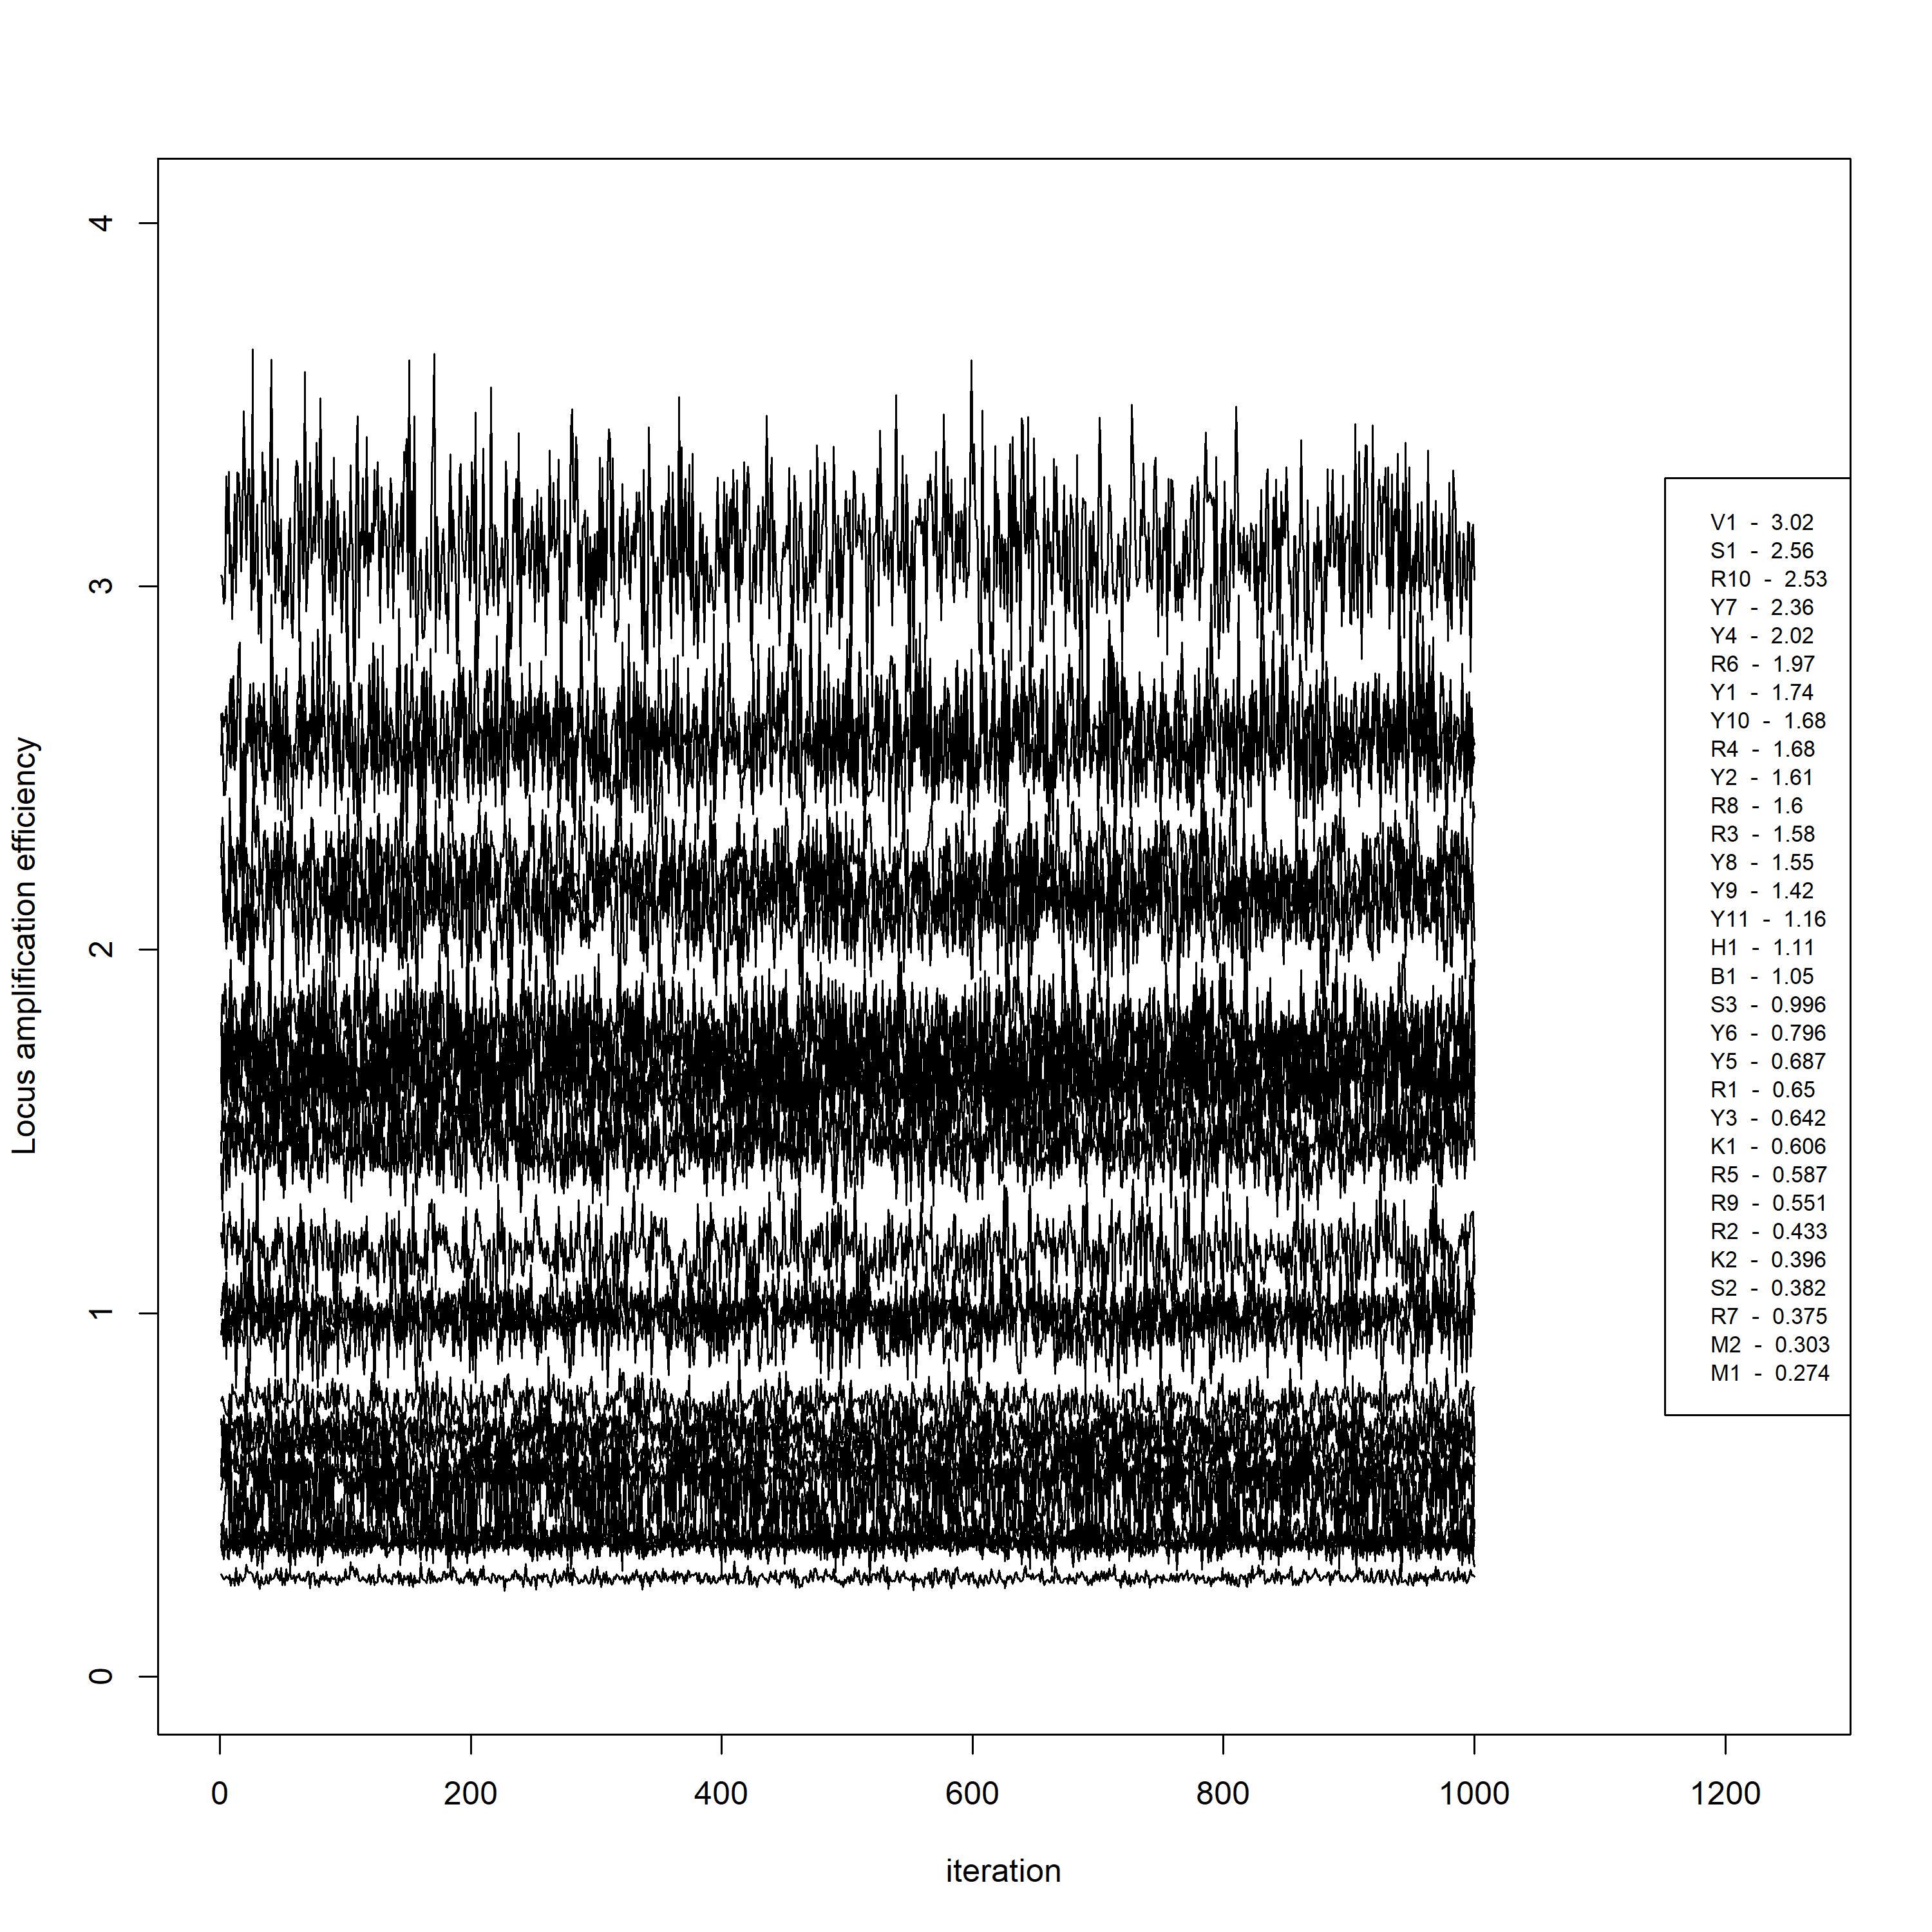 4
3
2
1
0
Locus amplification efficiency
V1 - 3.02
S1 - 2.56
R10 - 2.53
Y7 - 2.36
Y4 - 2.02
R6 - 1.97
Y1 - 1.74
Y10 - 1.68
R4 - 1.68
Y2 - 1.61
R8 - 1.6
R3 - 1.58
Y8 - 1.55
Y9 - 1.42
Y11 - 1.16
H1 - 1.11
B1 - 1.05
S3 - 0.996
Y6 - 0.796
Y5 - 0.687
R1 - 0.65
Y3 - 0.642
K1 - 0.606
R5 - 0.587
R9 - 0.551
R2 - 0.433
K2 - 0.396
S2 - 0.382
R7 - 0.375
M2 - 0.303
M1 - 0.274
0 200 400 600 800 1000 1200
iteration